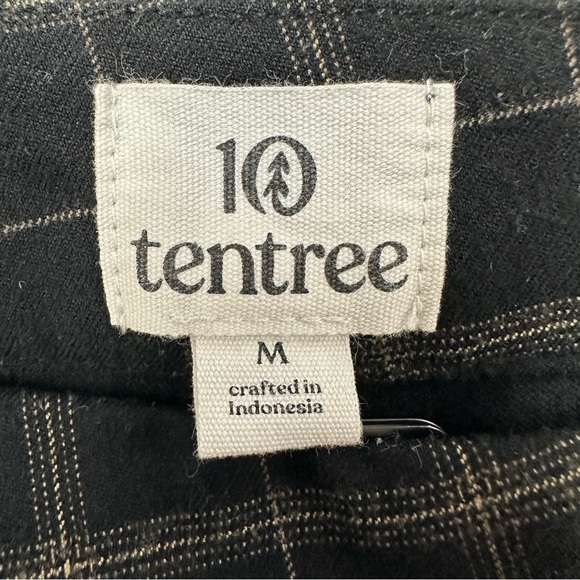 10
tentree
M
crafted in
Indonesia